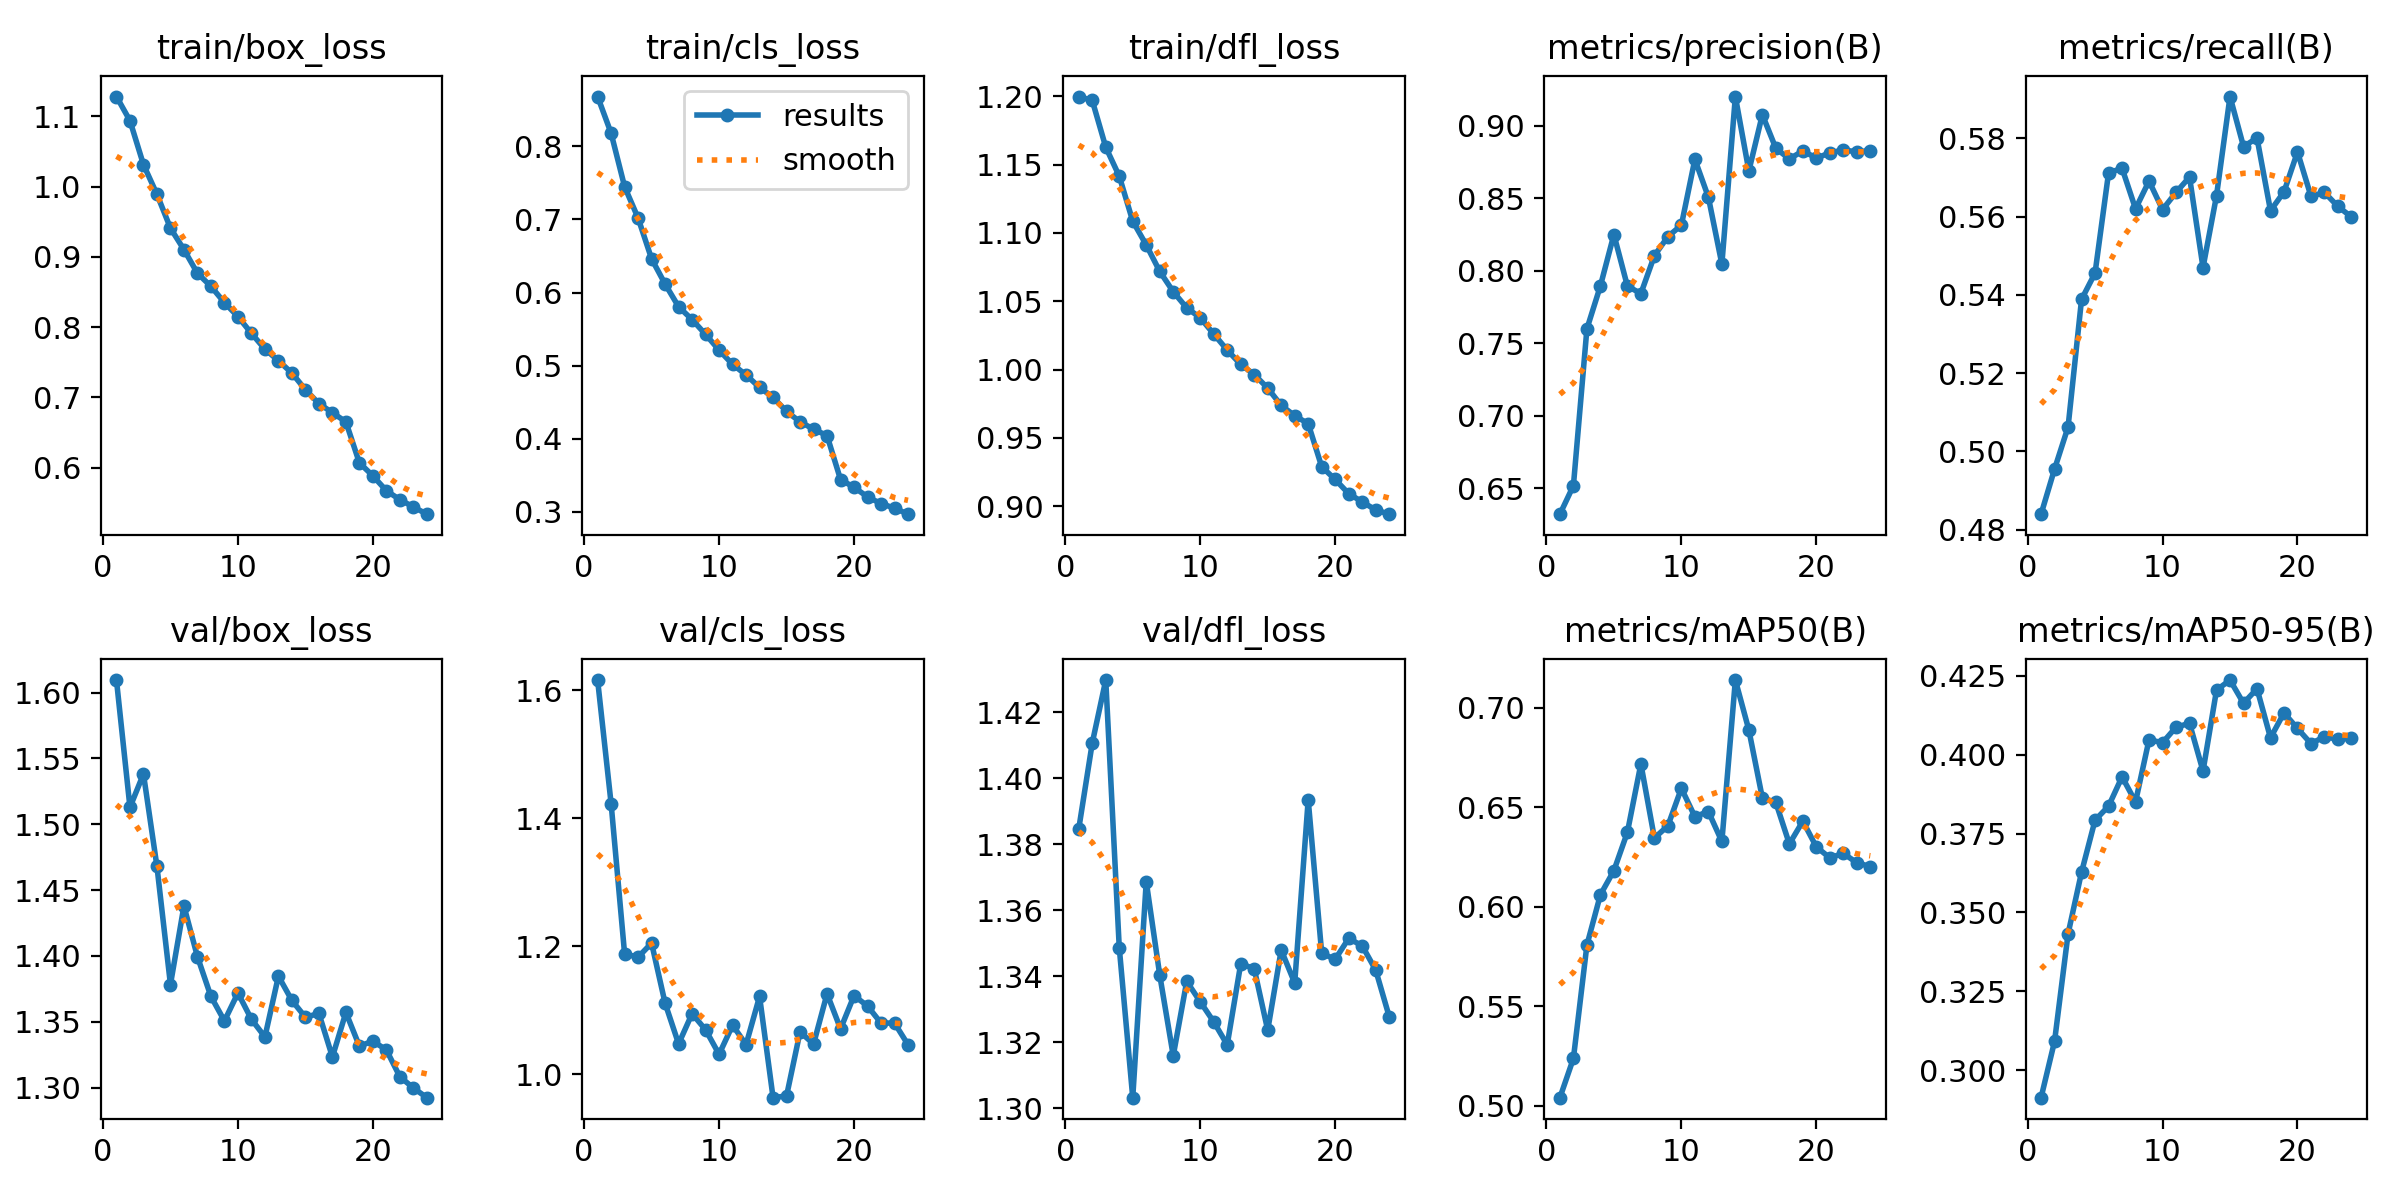 train/box_loss
train/cls_loss
train/dfl_loss
metrics/precision(B)
metrics/recall(B)
results
smooth
1.1
1.0
0.9
0.8
0.7
0.6
0 10 20
0.8
0.7
0.6
0.5
0.4
0.3
0 10 20
1.20
1.15
1.10
1.05
1.00
0.95
0.90
0 10 20
0.90
0.85
0.80
0.75
0.70
0.65
0 10 20
0.58
0.56
0.54
0.52
0.50
0.48
0 10 20
val/box_loss
val/cls_loss
val/dfl_loss
metrics/mAP50(B)
metrics/mAP50-95(B)
1.60
1.55
1.50
1.45
1.40
1.35
1.30
0 10 20
1.6
1.4
1.2
1.0
0 10 20
1.42
1.40
1.38
1.36
1.34
1.32
1.30
0 10 20
0.70
0.65
0.60
0.55
0.50
0 10 20
0.425
0.400
0.375
0.350
0.325
0.300
0 10 20